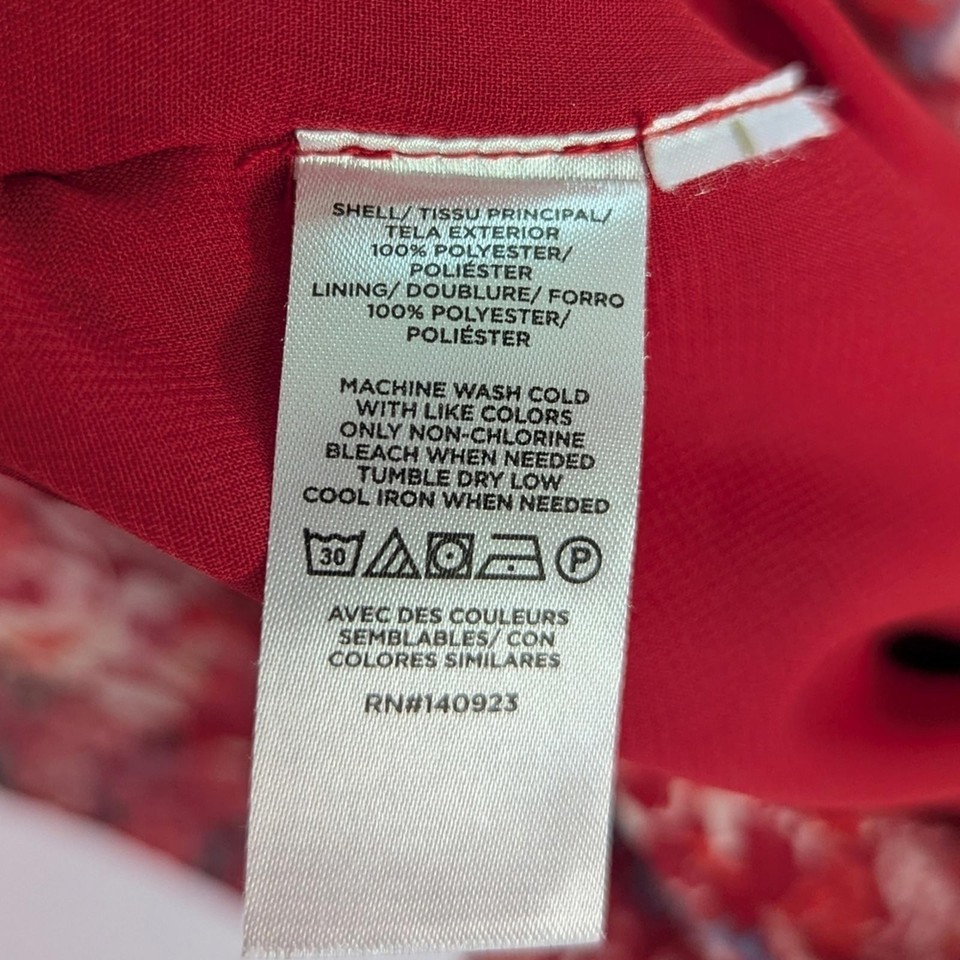 SHELL/ TISSU PRINCIPAL/
TELA EXTERIOR
100% POLYESTER/
POLIÉSTER
LINING/ DOUBLURE/ FORRO
100% POLYESTER/
POLIÉSTER
MACHINE WASH COLD
WITH LIKE COLORS
ONLY NON-CHLORINE
BLEACH WHEN NEEDED
TUMBLE DRY LOW
COOL IRON WHEN NEEDED
30 P
AVEC DES COULEURS
SEMBLABLES/ CON
COLORES SIMILARES
RN#140923